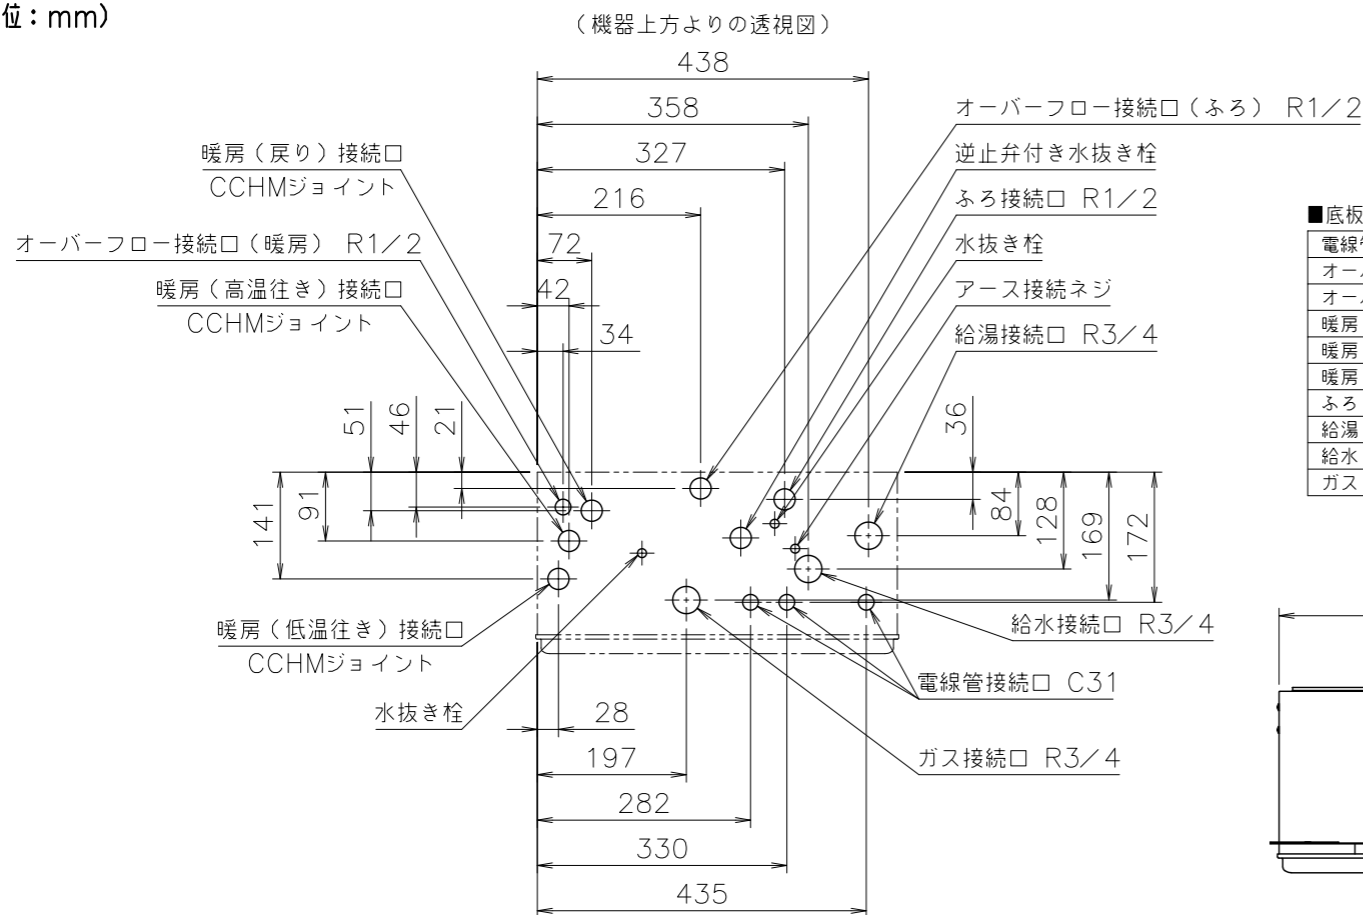 位：mm）
（機器上方よりの透視図）
438
358
327
216
72
42
34
オーバーフロー接続口（ふろ） R1／2
逆止弁付き水抜き栓
ふろ接続口 R1／2
水抜き栓
アース接続ネジ
給湯接続口 R3／4
暖房（戻り）接続口
CCHMジョイント
オーバーフロー接続口（暖房） R1／2
暖房（高温往き）接続口
CCHMジョイント
51
46
21
141
91
36
84
128
169
172
暖房（低温往き）接続口
CCHMジョイント
水抜き栓
給水接続口 R3／4
電線管接続口 C31
ガス接続口 R3／4
28
197
282
330
435
■底板
電線管
オーバ
オーバ
暖房
暖房
暖房
ふろ
給湯
給水
ガス